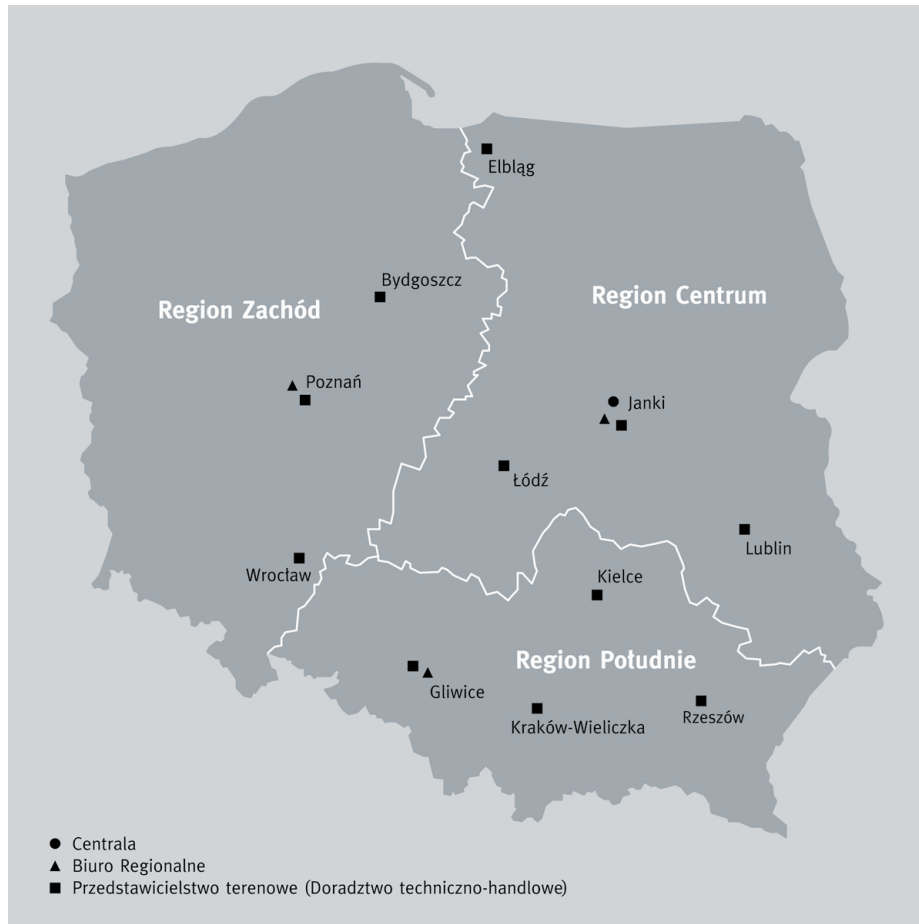 Elbląg
Bydgoszcz
Region Zachód
Region Centrum
Poznań
Janki
Łódź
Lublin
Wrocław
Kielce
Region Południe
Gliwice
Kraków-Wieliczka
Rzeszów
Centrala
Biuro Regionalne
Przedstawicielstwo terenowe (Doradztwo techniczno-handlowe)